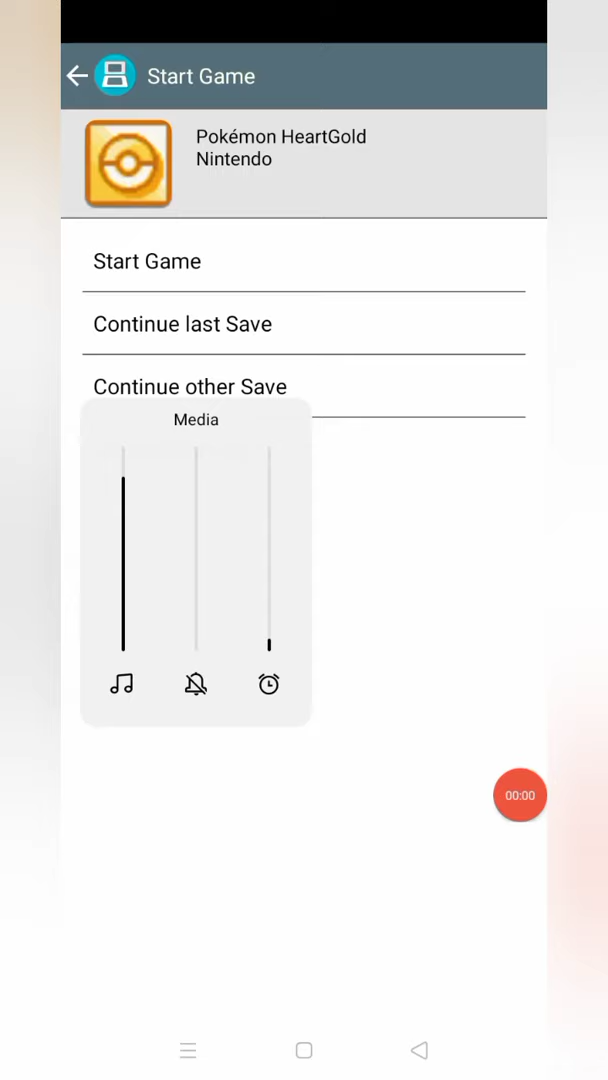 Start Game
Pokémon HeartGold
Nintendo
Start Game
Continue last Save
Continue other Save
Media
00:00